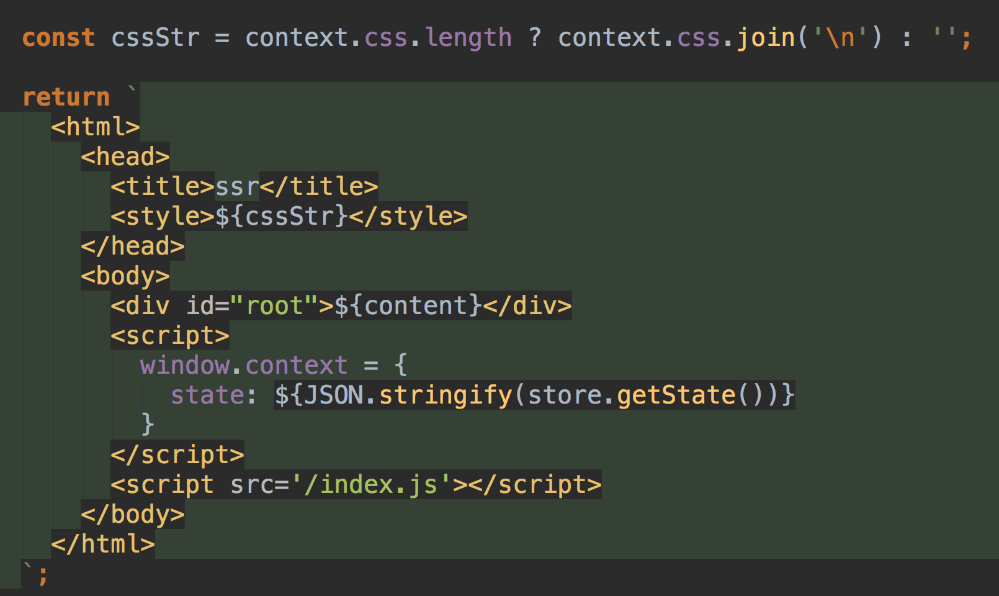 const cssStr = context.css.length ? context.css.join('\n') : '';
return `
<html>
<head>
<title>ssr</title>
<style>${cssStr}</style>
</head>
<body>
<div id="root">${content}</div>
<script>
window.context = {
state: ${JSON.stringify(store.getState())}
}
</script>
<script src='/index.js'></script>
</body>
</html>
`;